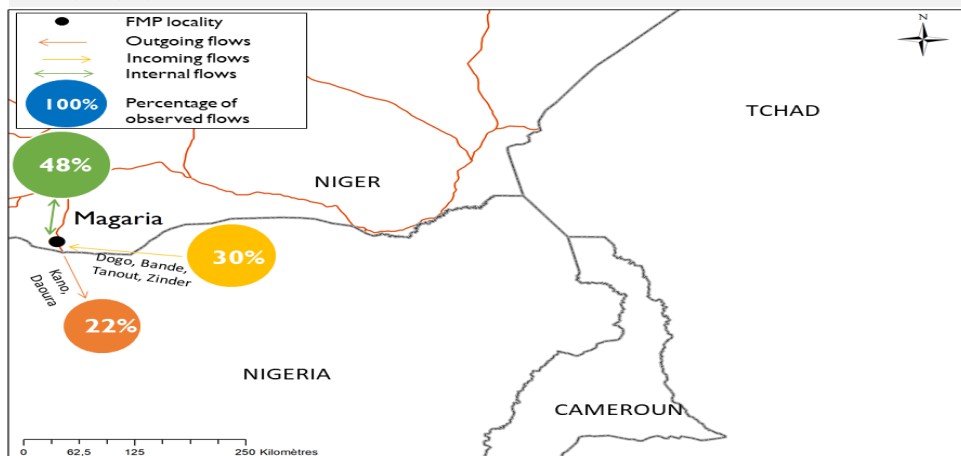 FMP locality
Outgoing flows
Incoming flows
Internal flows
100%
Percentage of
observed flows
N
TCHAD
48%
NIGER
Magaria
30%
Dogo, Bande,
Tanout, Zinder
Kano,
Daoura
22%
NIGERIA
CAMEROUN
0 62,5 125 250 Kilomètres